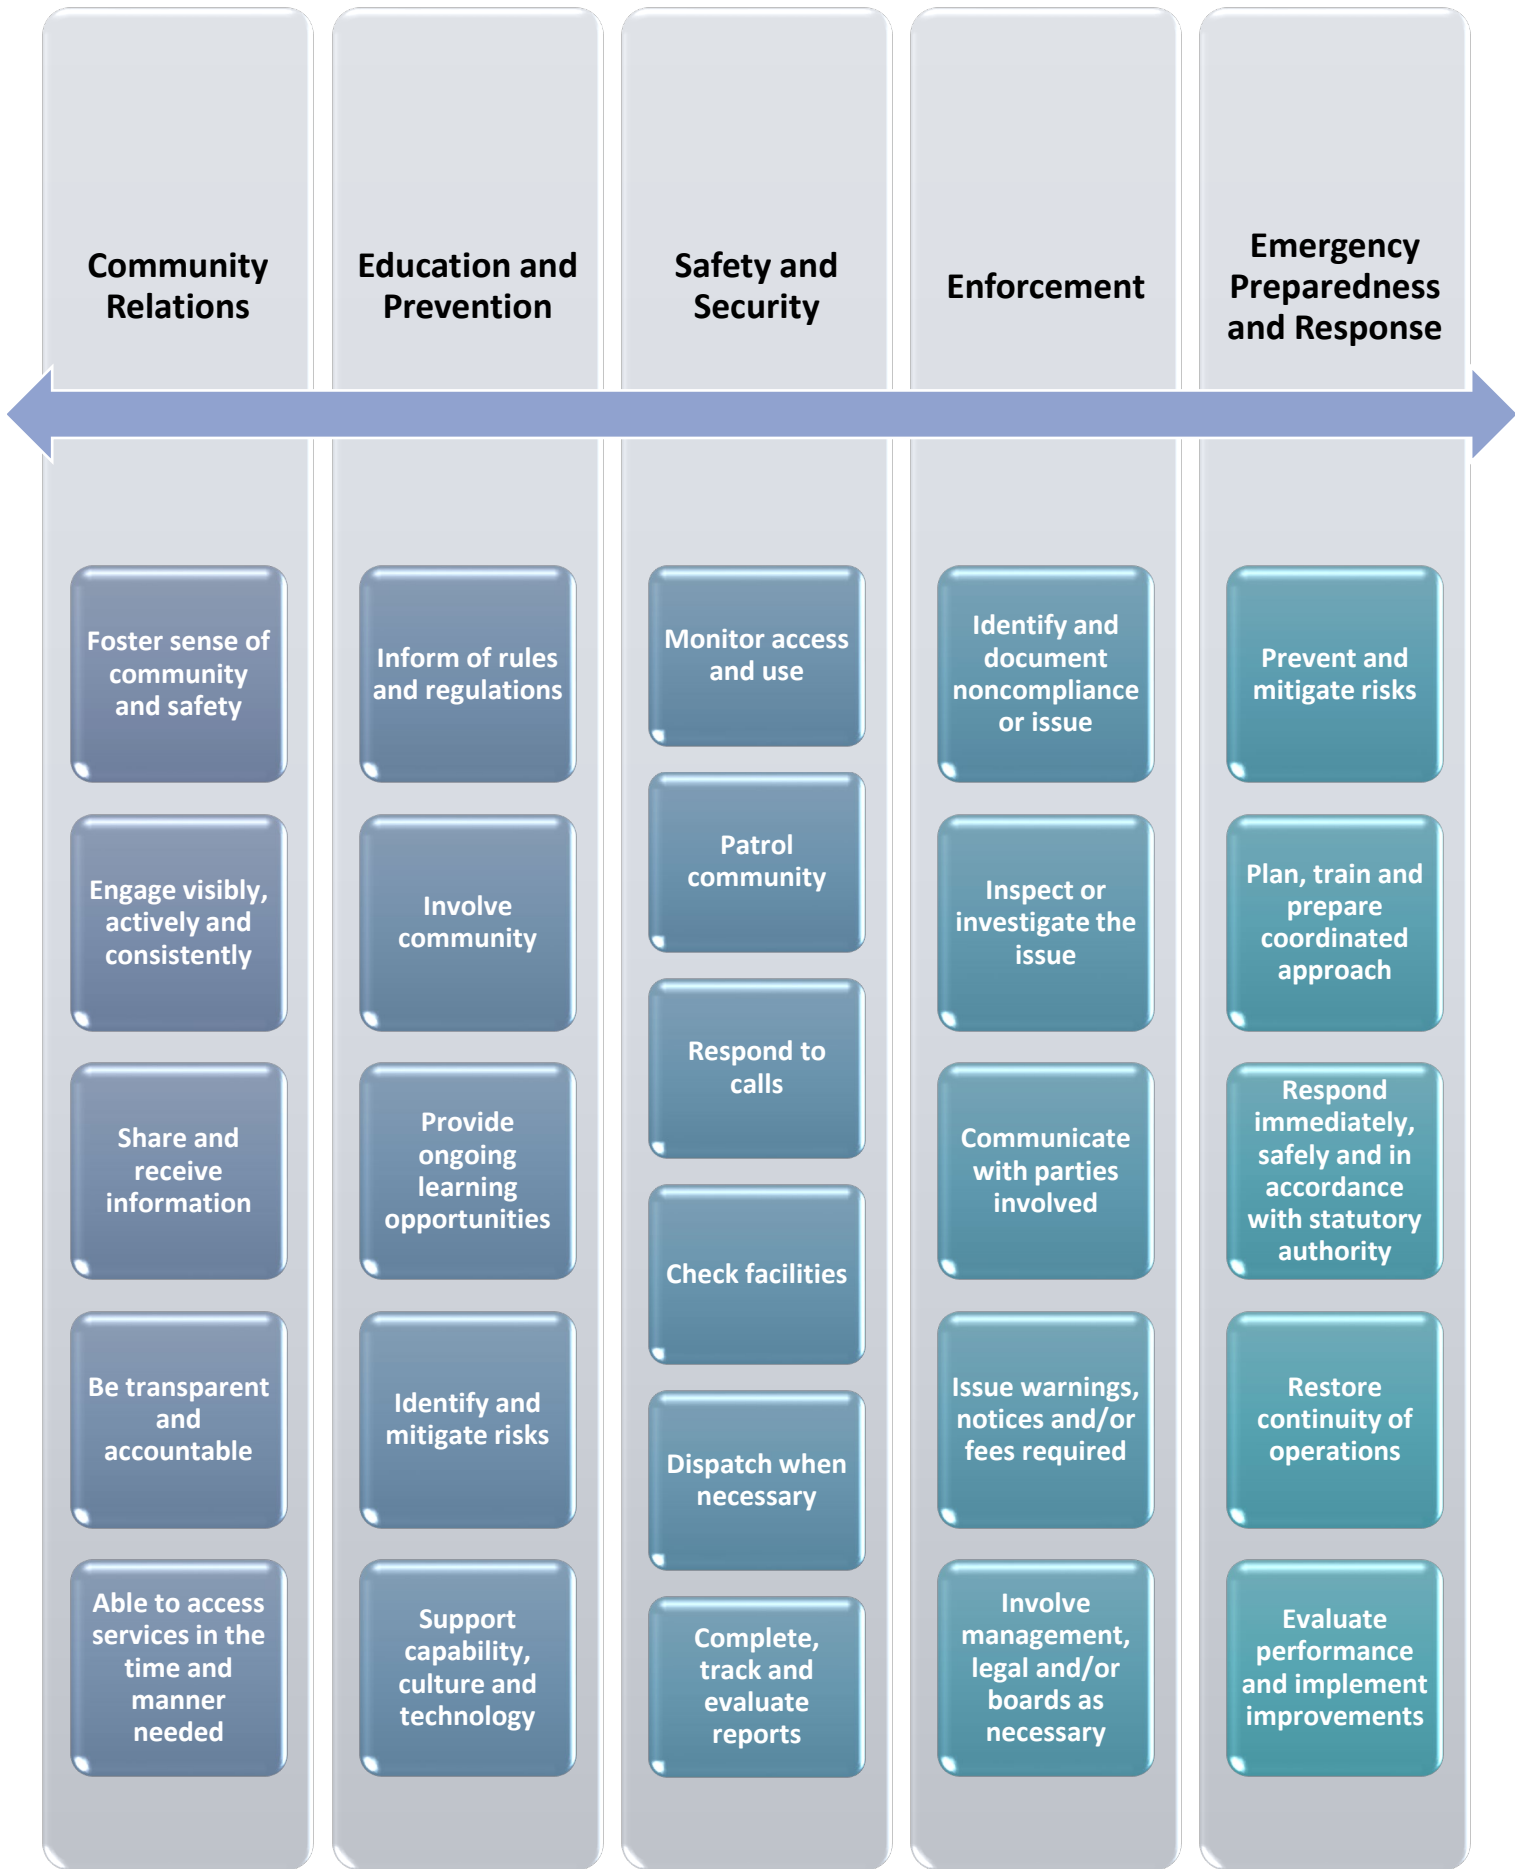 Community
Relations
Foster sense of
community
and safety
Engage visibly,
actively and
consistently
Share and
receive
information
Be transparent
and
accountable
Able to access
services in the
time and
manner
needed
Education and
Prevention
Inform of rules
and regulations
Involve
community
Provide
ongoing
learning
opportunities
Identify and
mitigate risks
Support
capability,
culture and
technology
Safety and
Security
Monitor access
and use
Patrol
community
Respond to
calls
Check facilities
Dispatch when
necessary
Complete,
track and
evaluate
reports
Enforcement
Identify and
document
noncompliance
or issue
Inspect or
investigate the
issue
Communicate
with parties
involved
Issue warnings,
notices and/or
fees required
Involve
management,
legal and/or
boards as
necessary
Emergency
Preparedness
and Response
Prevent and
mitigate risks
Plan, train and
prepare
coordinated
approach
Respond
immediately,
safely and in
accordance
with statutory
authority
Restore
continuity of
operations
Evaluate
performance
and implement
improvements